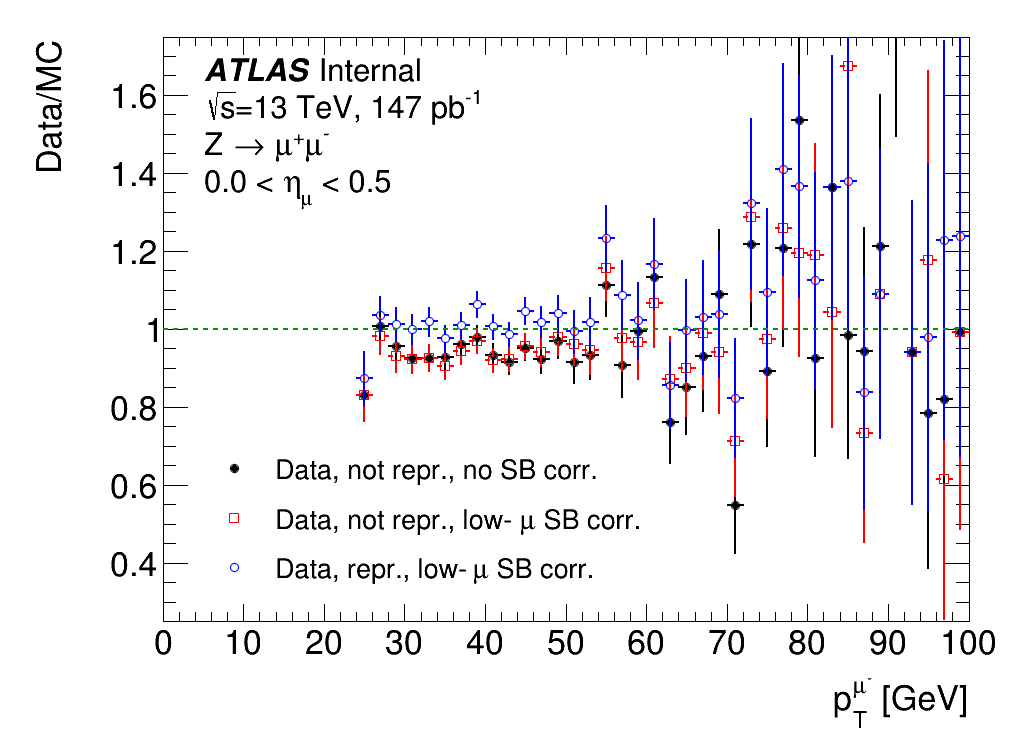 Data/MC
ATLAS Internal
√s=13 TeV, 147 pb⁻¹
Z → μ⁺μ⁻
0.0 < η_μ < 0.5
1.6
1.4
1.2
1
0.8
0.6
0.4
Data, not repr., no SB corr.
Data, not repr., low- μ SB corr.
Data, repr., low- μ SB corr.
0 10 20 30 40 50 60 70 80 90 100
p_T^μ⁻ [GeV]